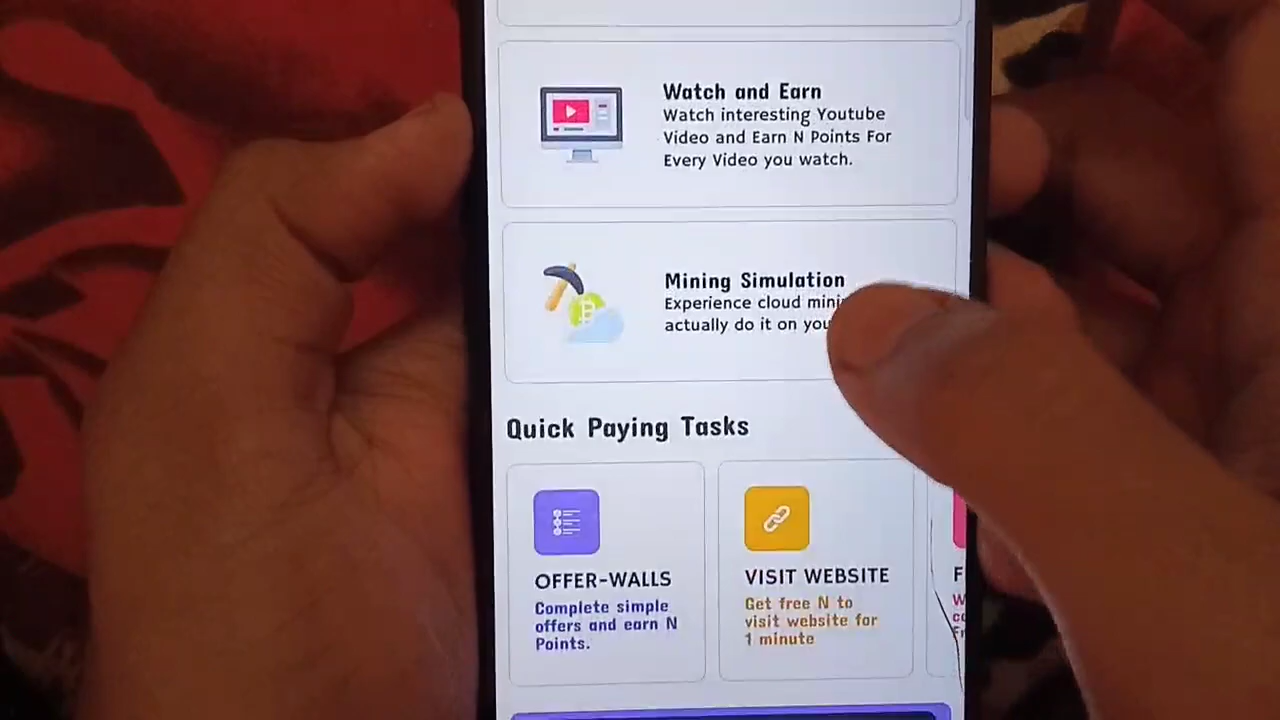 Watch and Earn
Watch interesting Youtube
Video and Earn N Points For
Every Video you watch.
Mining Simulation
Experience cloud
actually do it on
Quick Paying Tasks
OFFER-WALLS
Complete simple
offers and earn N
Points.
VISIT WEBSITE
Get free N to
visit website for
1 minute